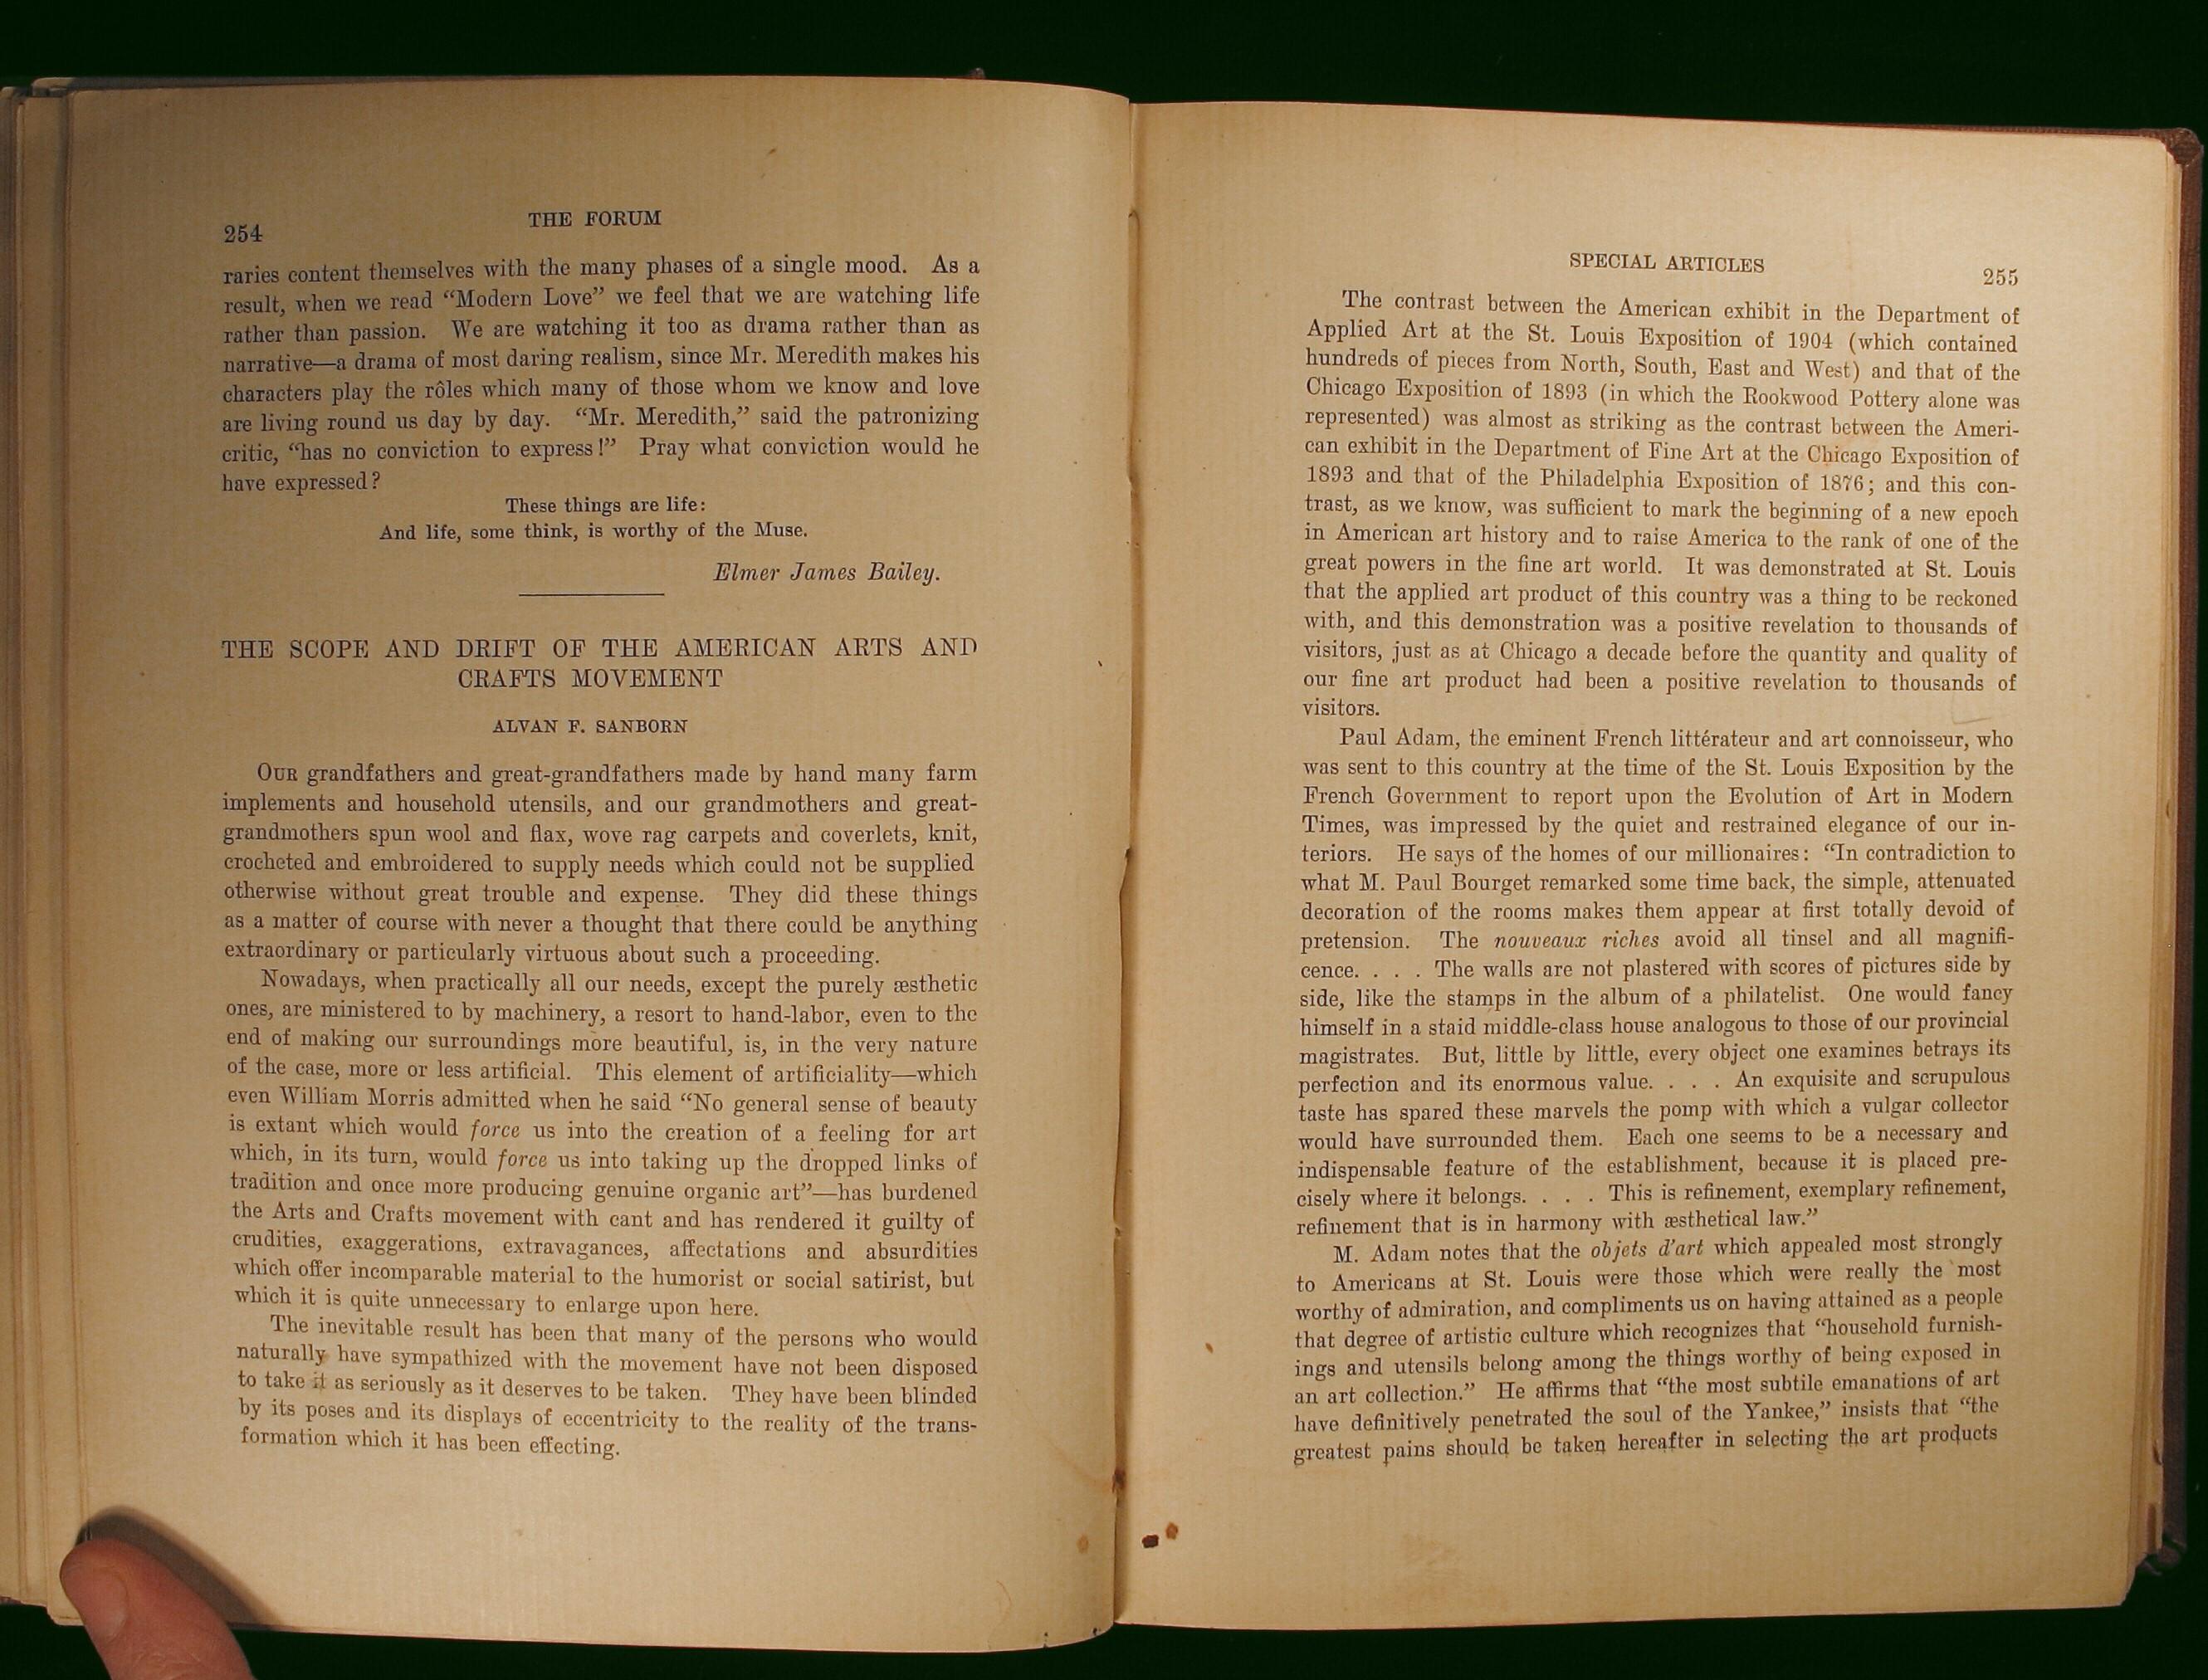 254
THE FORUM
raries content themselves with the many phases of a single mood. As a
result, when we read “Modern Love” we feel that we are watching life
rather than passion. We are watching it too as drama rather than as
narrative—a drama of most daring realism, since Mr. Meredith makes his
characters play the rôles which many of those whom we know and love
are living round us day by day. “Mr. Meredith,” said the patronizing
critic, “has no conviction to express!” Pray what conviction would he
have expressed?
These things are life:
And life, some think, is worthy of the Muse.
Elmer James Bailey.
THE SCOPE AND DRIFT OF THE AMERICAN ARTS AND
CRAFTS MOVEMENT
ALVAN F. SANBORN
OUR grandfathers and great-grandfathers made by hand many farm
implements and household utensils, and our grandmothers and great-
grandmothers spun wool and flax, wove rag carpets and coverlets, knit,
crocheted and embroidered to supply needs which could not be supplied
otherwise without great trouble and expense. They did these things
as a matter of course with never a thought that there could be anything
extraordinary or particularly virtuous about such a proceeding.
Nowadays, when practically all our needs, except the purely æsthetic
ones, are ministered to by machinery, a resort to hand-labor, even to the
end of making our surroundings more beautiful, is, in the very nature
of the case, more or less artificial. This element of artificiality—which
even William Morris admitted when he said “No general sense of beauty
is extant which would force us into the creation of a feeling for art
which, in its turn, would force us into taking up the dropped links of
tradition and once more producing genuine organic art”—has burdened
the Arts and Crafts movement with cant and has rendered it guilty of
crudities, exaggerations, extravagances, affectations and absurdities
which offer incomparable material to the humorist or social satirist, but
which it is quite unnecessary to enlarge upon here.
The inevitable result has been that many of the persons who would
naturally have sympathized with the movement have not been disposed
to take it as seriously as it deserves to be taken. They have been blinded
by its poses and its displays of eccentricity to the reality of the trans-
formation which it has been effecting.
SPECIAL ARTICLES
255
The contrast between the American exhibit in the Department of
Applied Art at the St. Louis Exposition of 1904 (which contained
hundreds of pieces from North, South, East and West) and that of the
Chicago Exposition of 1893 (in which the Rookwood Pottery alone was
represented) was almost as striking as the contrast between the Ameri-
can exhibit in the Department of Fine Art at the Chicago Exposition of
1893 and that of the Philadelphia Exposition of 1876; and this con-
trast, as we know, was sufficient to mark the beginning of a new epoch
in American art history and to raise America to the rank of one of the
great powers in the fine art world. It was demonstrated at St. Louis
that the applied art product of this country was a thing to be reckoned
with, and this demonstration was a positive revelation to thousands of
visitors, just as at Chicago a decade before the quantity and quality of
our fine art product had been a positive revelation to thousands of
visitors.
Paul Adam, the eminent French littérateur and art connoisseur, who
was sent to this country at the time of the St. Louis Exposition by the
French Government to report upon the Evolution of Art in Modern
Times, was impressed by the quiet and restrained elegance of our in-
teriors. He says of the homes of our millionaires: “In contradiction to
what M. Paul Bourget remarked some time back, the simple, attenuated
decoration of the rooms makes them appear at first totally devoid of
pretension. The nouveaux riches avoid all tinsel and all magnifi-
cence. . . . The walls are not plastered with scores of pictures side by
side, like the stamps in the album of a philatelist. One would fancy
himself in a staid middle-class house analogous to those of our provincial
magistrates. But, little by little, every object one examines betrays its
perfection and its enormous value. . . . An exquisite and scrupulous
taste has spared these marvels the pomp with which a vulgar collector
would have surrounded them. Each one seems to be a necessary and
indispensable feature of the establishment, because it is placed pre-
cisely where it belongs. . . . This is refinement, exemplary refinement,
refinement that is in harmony with æsthetical law.”
M. Adam notes that the objets d’art which appealed most strongly
to Americans at St. Louis were those which were really the most
worthy of admiration, and compliments us on having attained as a people
that degree of artistic culture which recognizes that “household furnish-
ings and utensils belong among the things worthy of being exposed in
an art collection.” He affirms that “the most subtile emanations of art
have definitively penetrated the soul of the Yankee,” insists that “the
greatest pains should be taken hereafter in selecting the art products